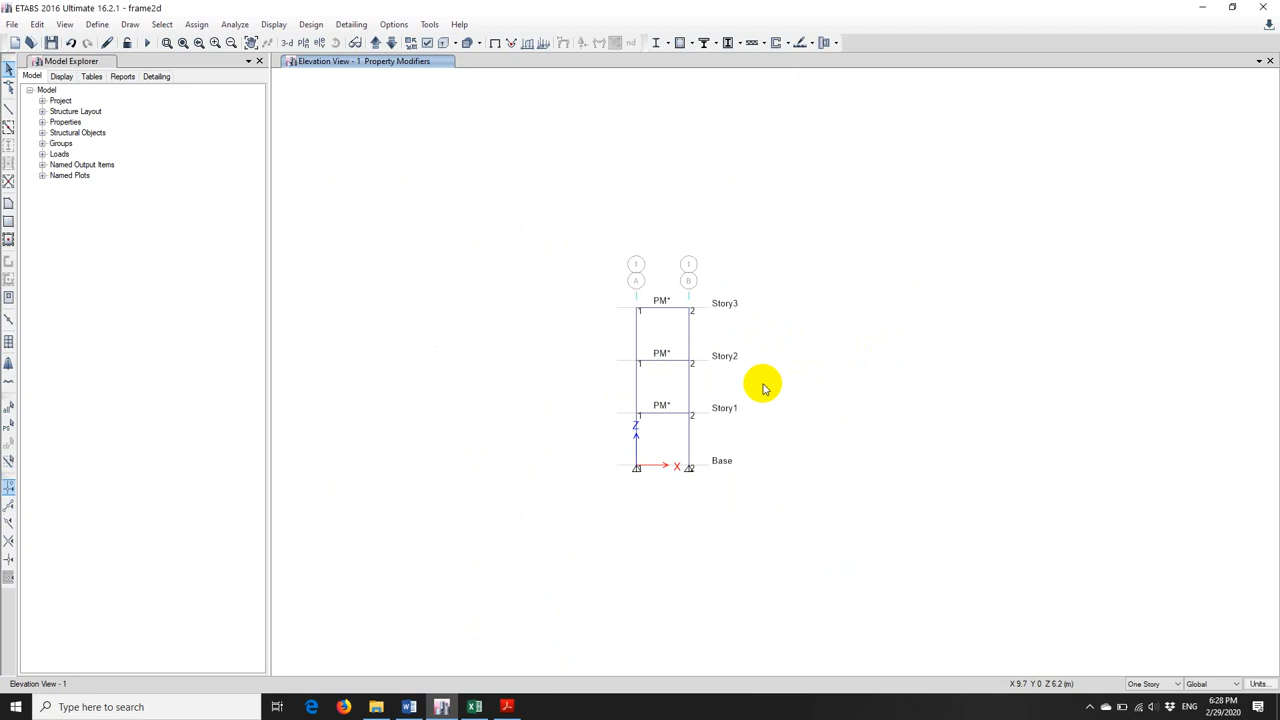 ETABS 2016 Ultimate 16.2.1 - frame2d
File Edit View Define Draw Select Assign Analyze Display Design Detailing Options Tools Help
3-d nd
Model Explorer
Elevation View - 1 Property Modifiers
Model Display Tables Reports Detailing
Model
Project
Structure Layout
Properties
Structural Objects
Groups
Loads
Named Output Items
Named Plots
1 1
A B
PM* Story3
1 2
PM* Story2
1 2
PM* Story1
1 2
Z
X Base
all
PS
Elevation View - 1
X 9.7 Y 0 Z 6.2 (m)
One Story
Global
Units...
Type here to search
6:28 PM
2/29/2020